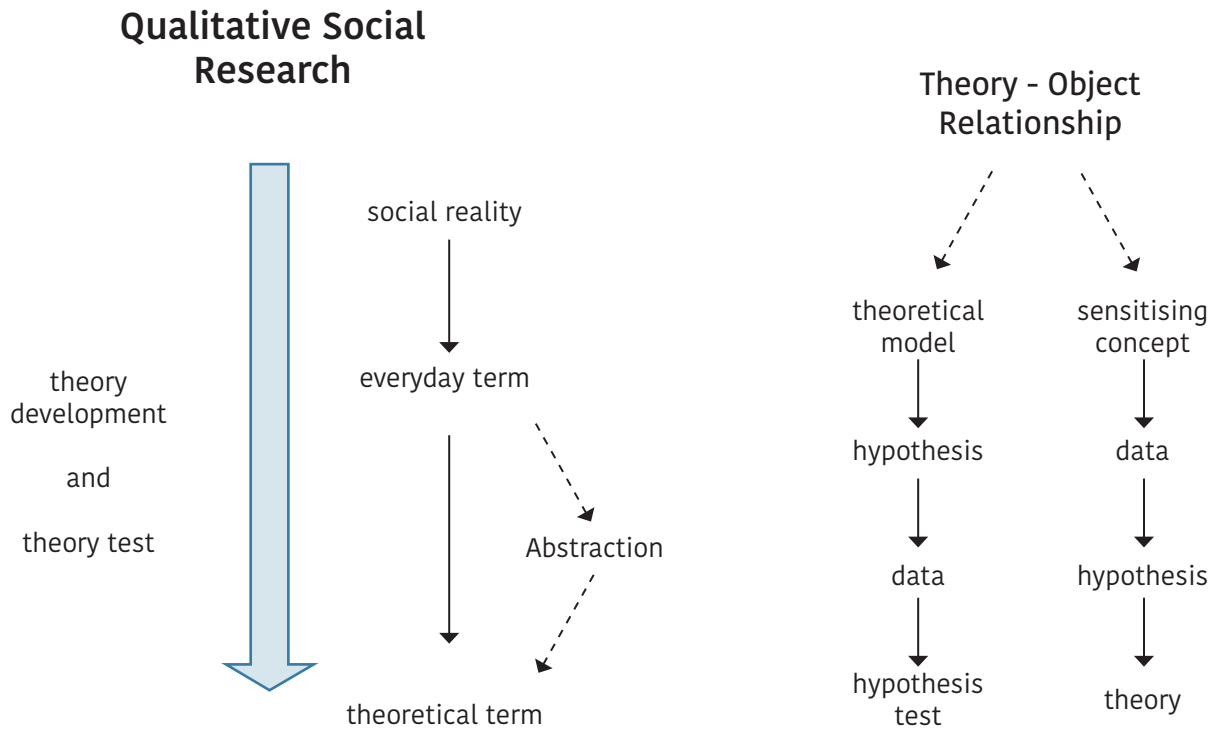 Qualitative Social
Research
theory
development
and
theory test
social reality
everyday term
Abstraction
theoretical term
Theory - Object
Relationship
theoretical
model
hypothesis
data
hypothesis
test
sensitising
concept
data
hypothesis
theory